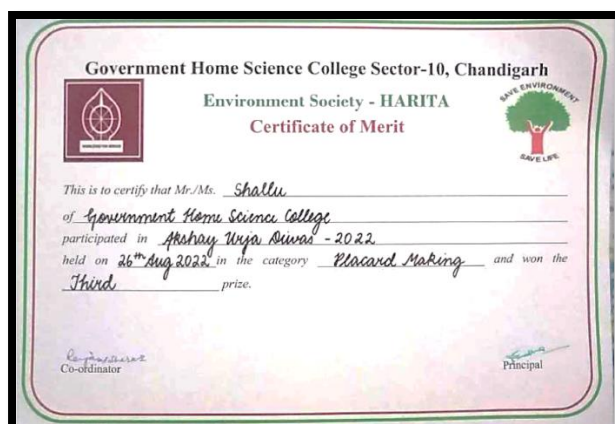 Government Home Science College Sector-10, Chandigarh
Environment Society - HARITA
Certificate of Merit
SAVE ENVIRONMENT
SAVE LIFE
This is to certify that Mr./Ms. Shallu
of Government Home Science College
participated in Akshay Urja Diwas - 2022
held on 26th Aug 2022 in the category Placard Making and won the
Third prize.
Co-ordinator
Principal